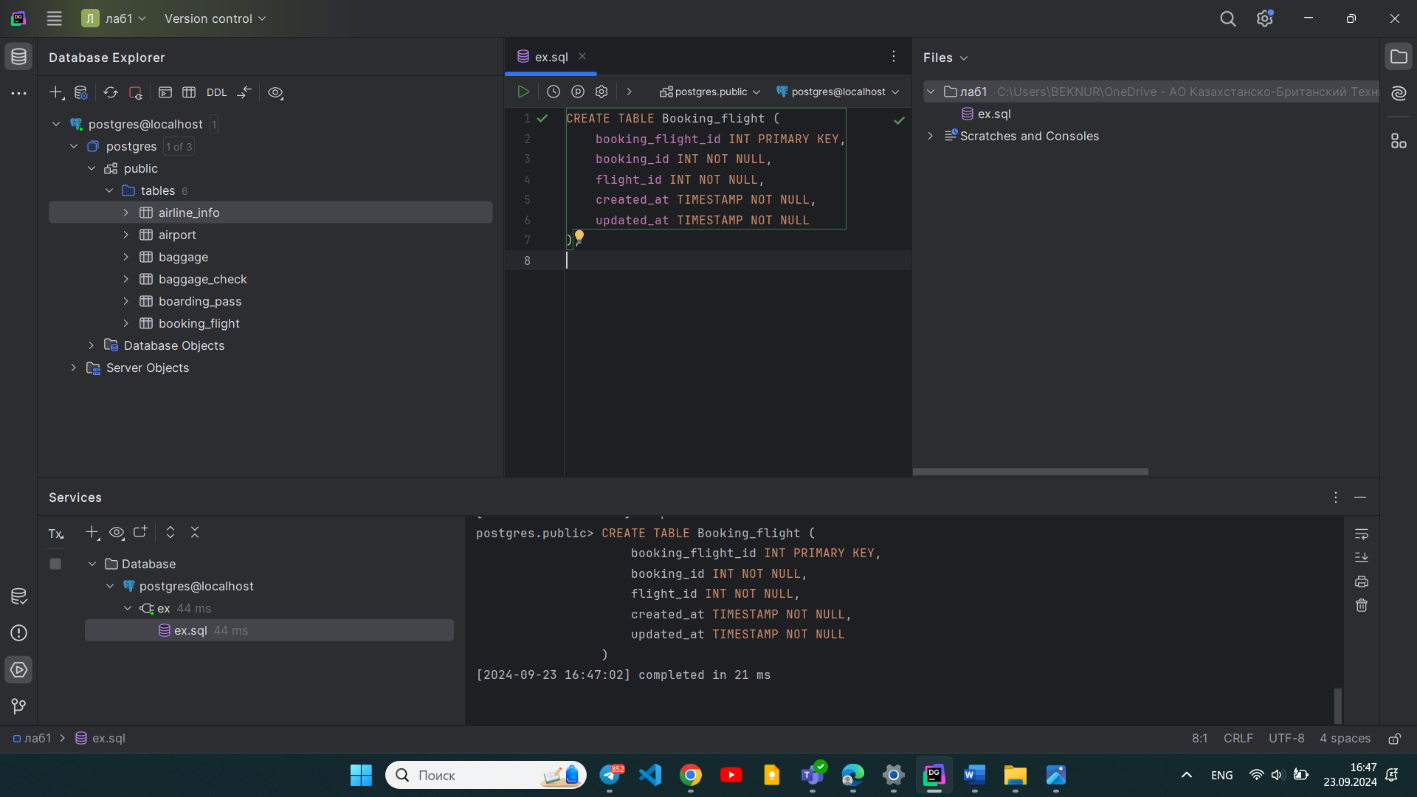 Л лаб1 Version control
Database Explorer
DDL
postgres@localhost 1
postgres 1 of 3
public
tables 6
airline_info
airport
baggage
baggage_check
boarding_pass
booking_flight
Database Objects
Server Objects
ex.sql
postgres.public postgres@localhost
1 CREATE TABLE Booking_flight (
2 booking_flight_id INT PRIMARY KEY,
3 booking_id INT NOT NULL,
4 flight_id INT NOT NULL,
5 created_at TIMESTAMP NOT NULL,
6 updated_at TIMESTAMP NOT NULL
7 )
8
Files
лаб1 C:\Users\BEKNUR\OneDrive - АО Казахстанско-Британский Техн
ex.sql
Scratches and Consoles
Services
Tx
Database
postgres@localhost
ex 44 ms
ex.sql 44 ms
postgres.public> CREATE TABLE Booking_flight (
booking_flight_id INT PRIMARY KEY,
booking_id INT NOT NULL,
flight_id INT NOT NULL,
created_at TIMESTAMP NOT NULL,
updated_at TIMESTAMP NOT NULL
)
[2024-09-23 16:47:02] completed in 21 ms
лаб1 ex.sql
8:1 CRLF UTF-8 4 spaces
Поиск
852
ENG
16:47
23.09.2024